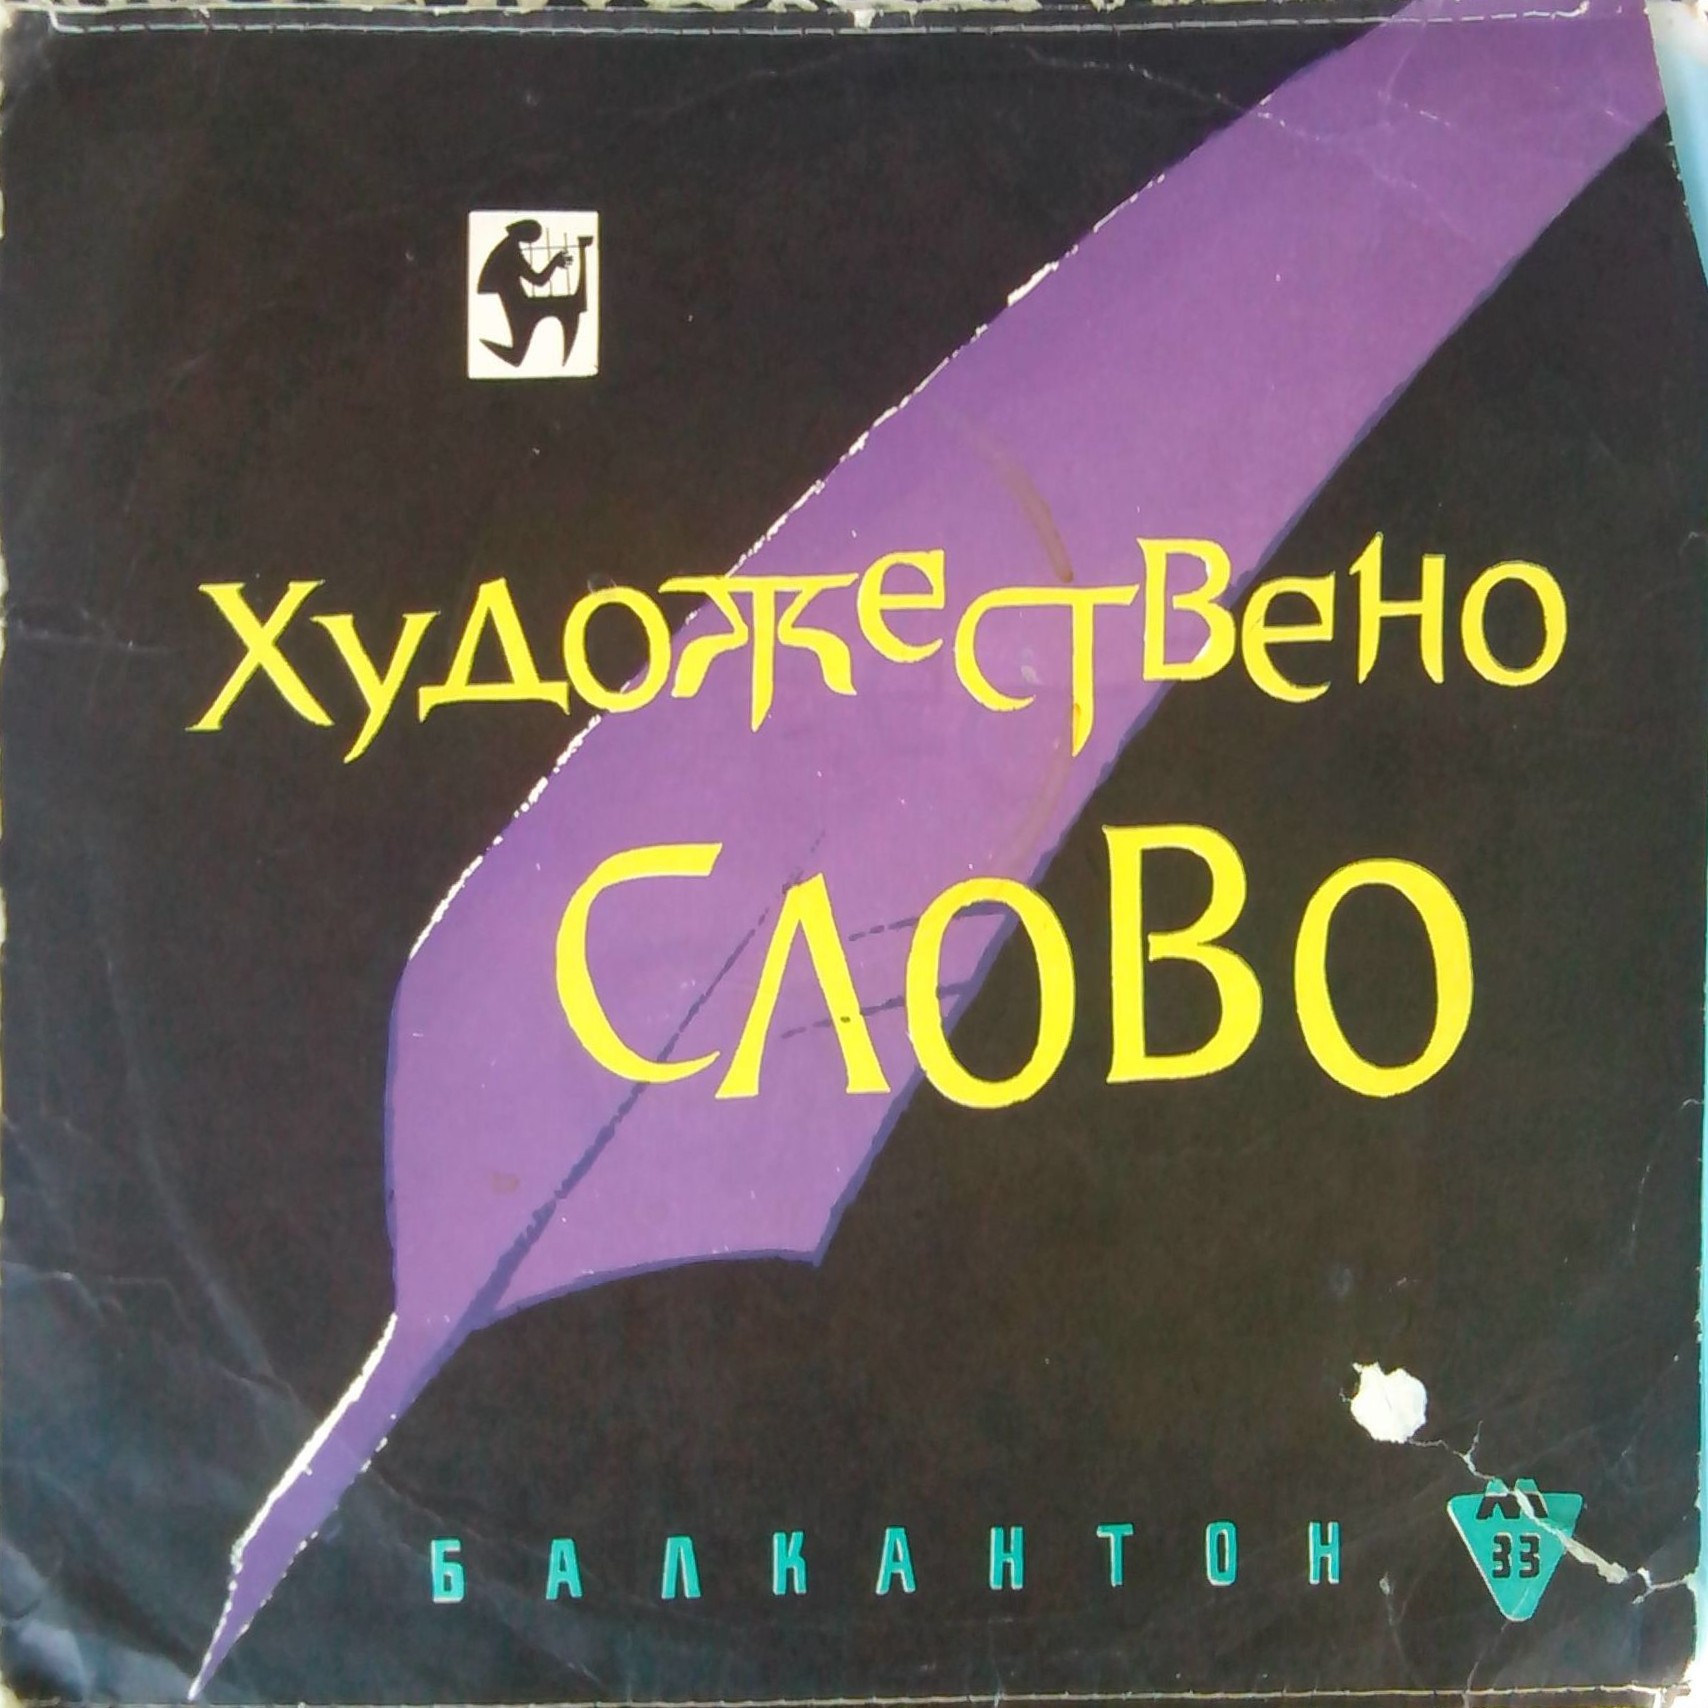 Художествено
Слово
БАЛКАНТОН
М
33